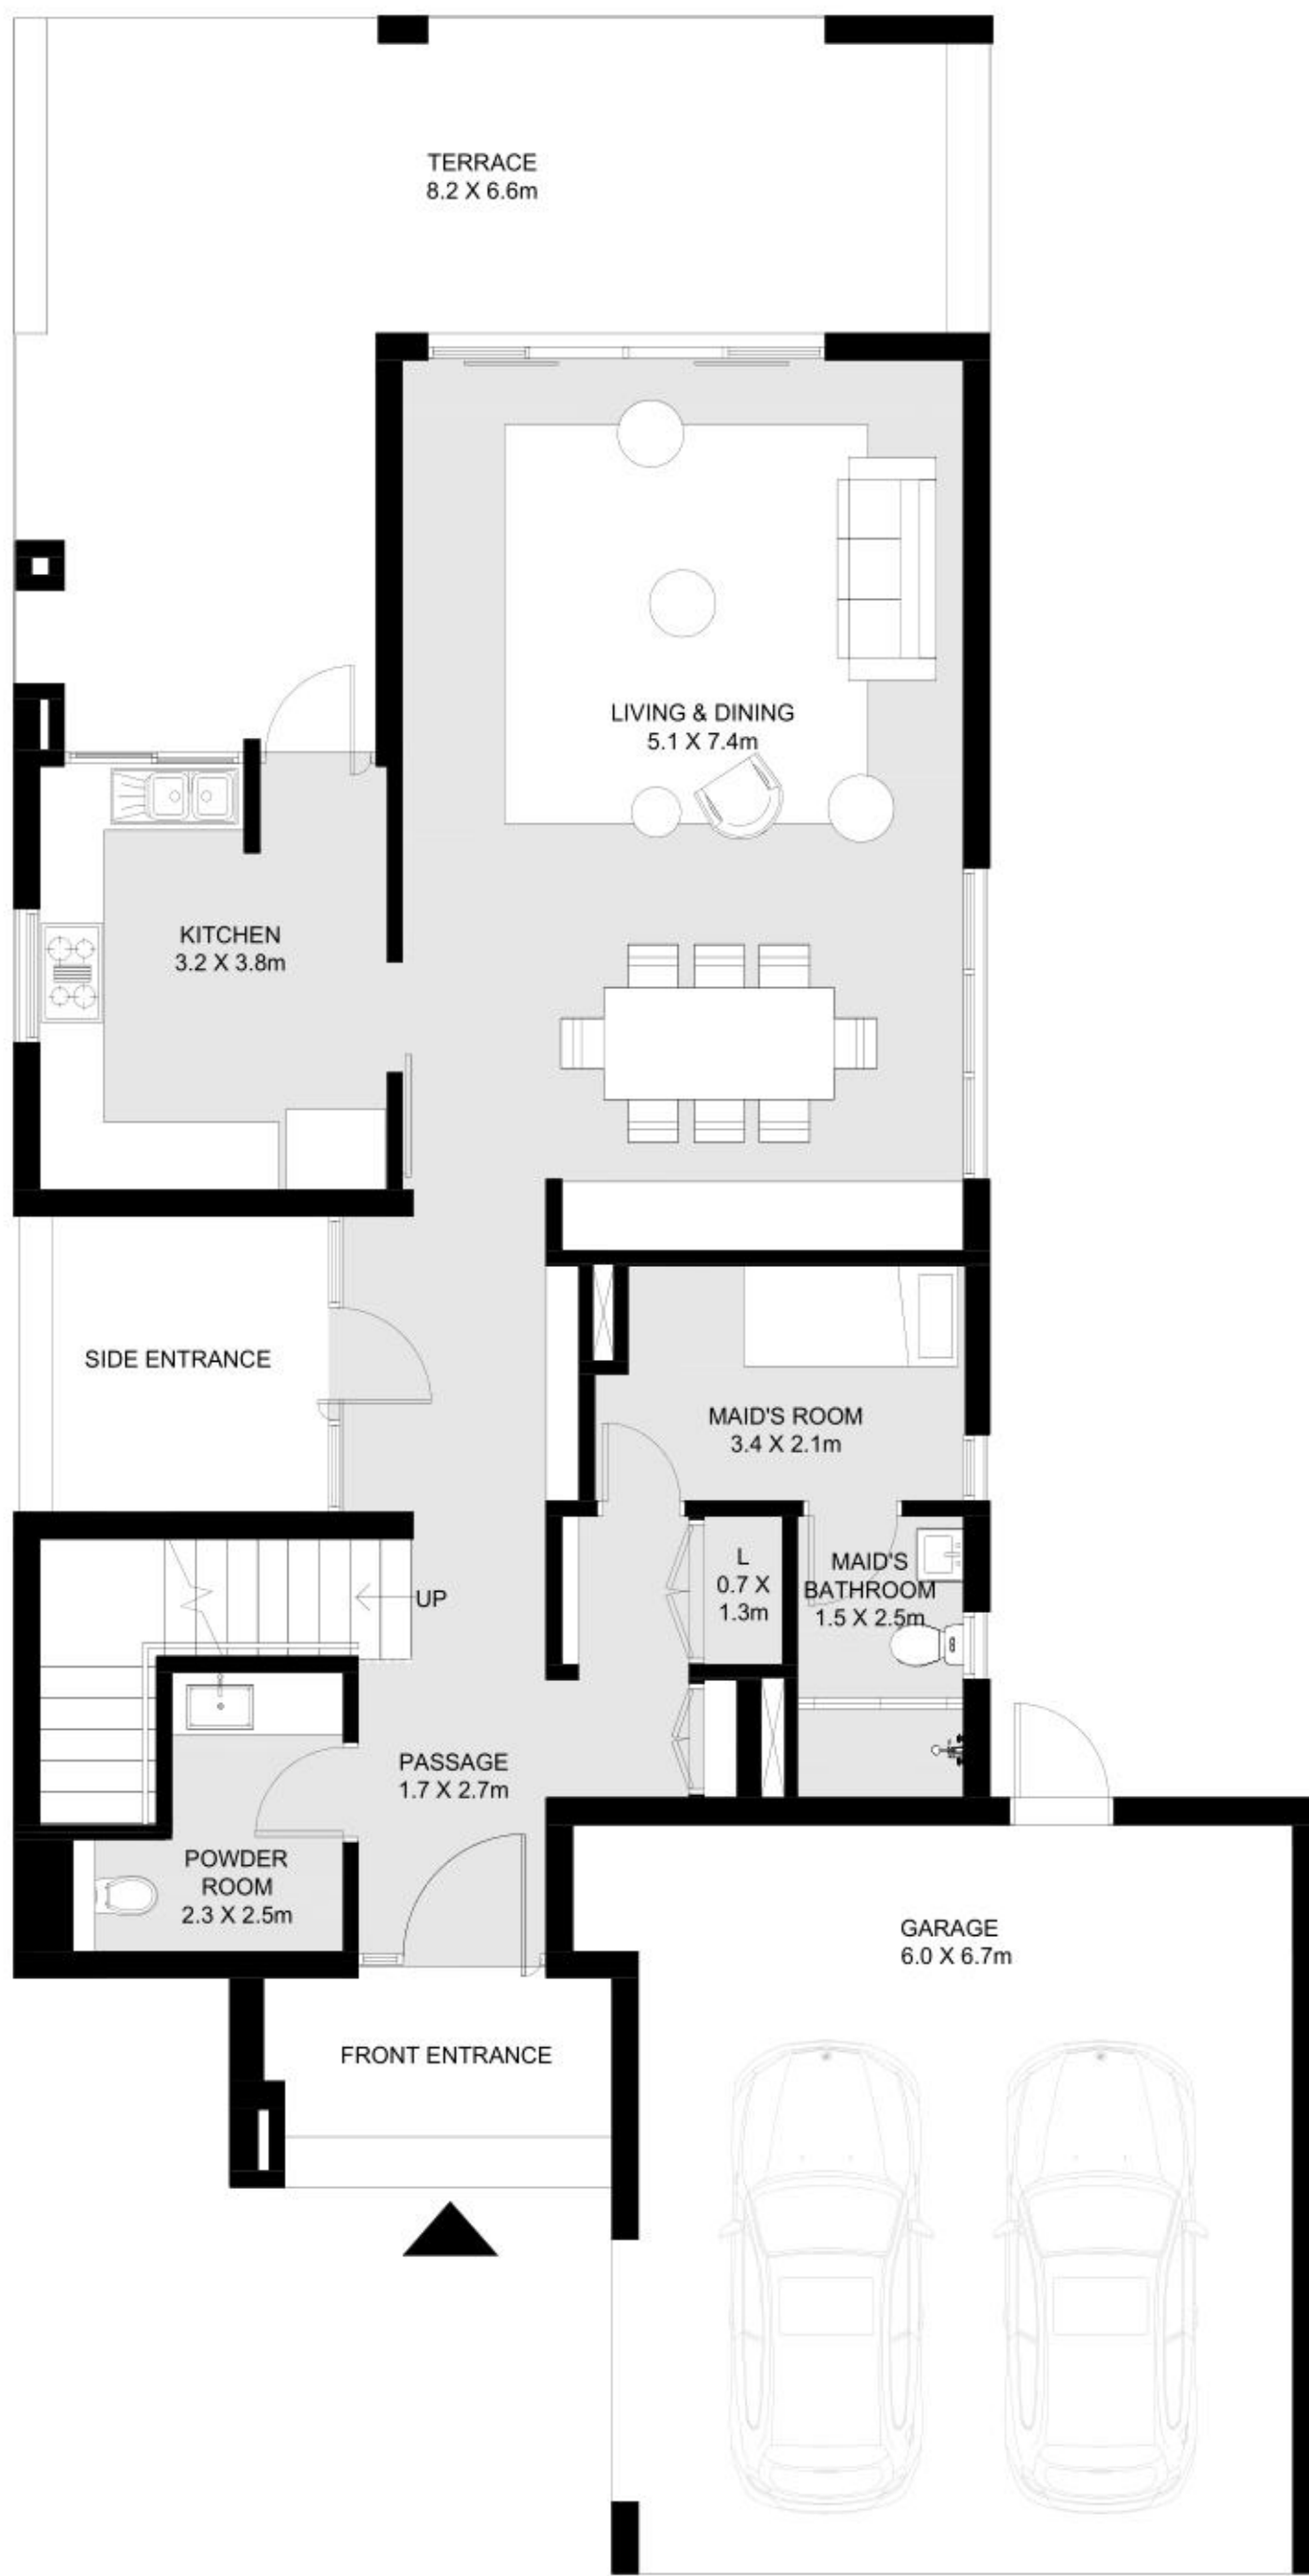 TERRACE
8.2 X 6.6m
LIVING & DINING
5.1 X 7.4m
KITCHEN
3.2 X 3.8m
SIDE ENTRANCE
MAID'S ROOM
3.4 X 2.1m
L
0.7 X
1.3m
MAID'S
BATHROOM
1.5 X 2.5m
UP
PASSAGE
1.7 X 2.7m
POWDER
ROOM
2.3 X 2.5m
GARAGE
6.0 X 6.7m
FRONT ENTRANCE